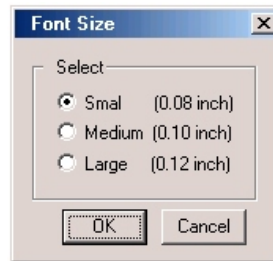 Font Size
Select
Smal (0.08 inch)
Medium (0.10 inch)
Large (0.12 inch)
OK Cancel